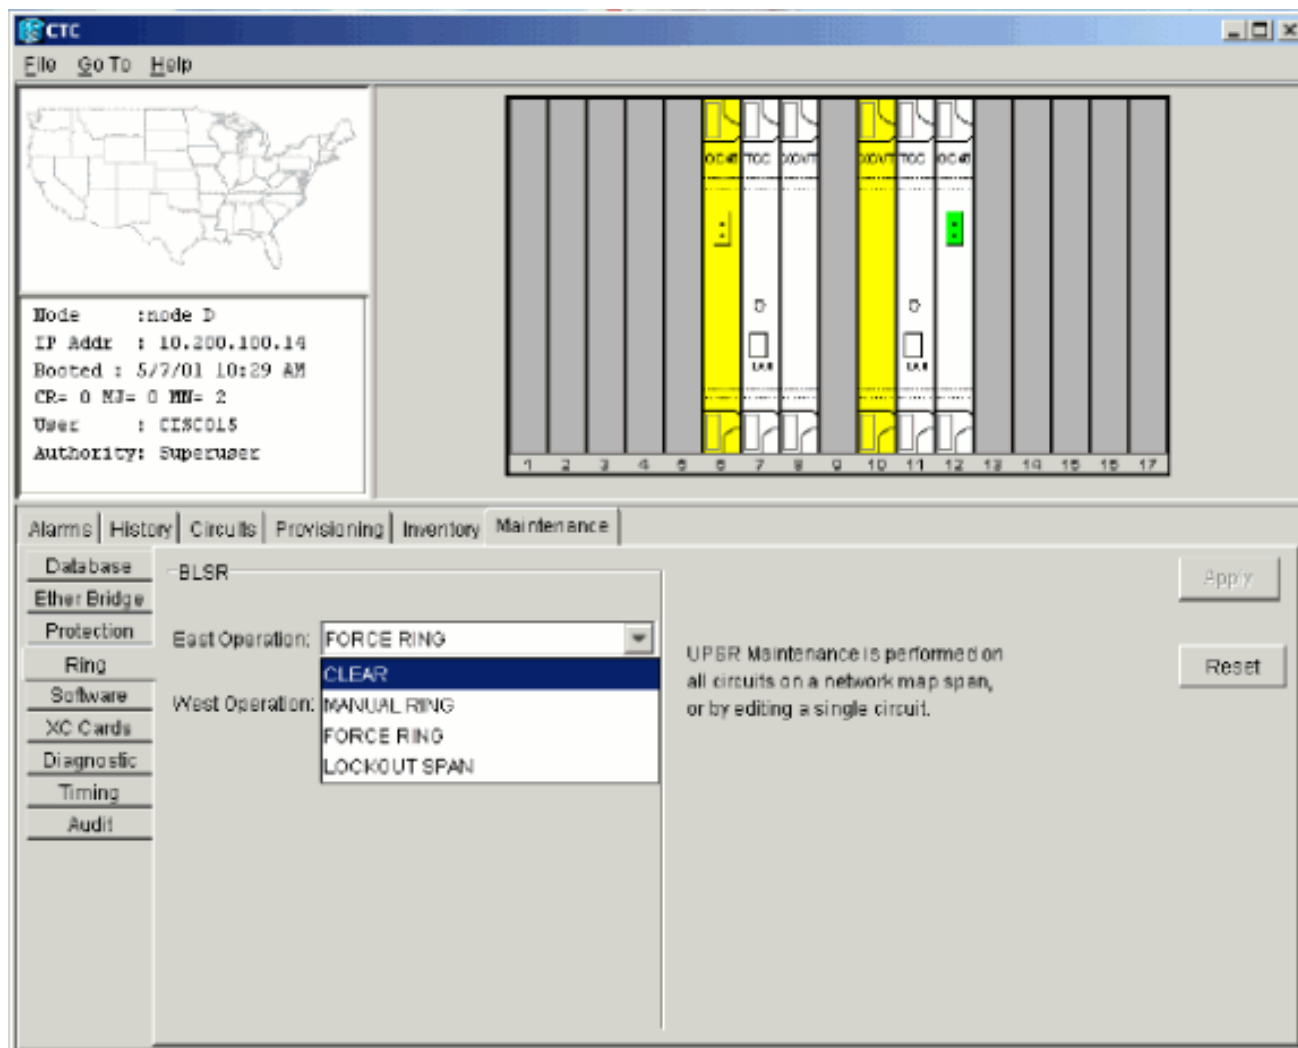 CTC
File Go To Help
OC48 TCC XCVT XCVT TCC OC48
LAN LAN
1 2 3 4 5 6 7 8 9 10 11 12 13 14 15 16 17
Node :node D
IP Addr : 10.200.100.14
Booted : 5/7/01 10:29 AM
CR= 0 MJ= 0 MN= 2
User : CISCO15
Authority: Superuser
Alarms History Circuits Provisioning Inventory Maintenance
Database
Ether Bridge
Protection
Ring
Software
XC Cards
Diagnostic
Timing
Audit
BLSR
East Operation: FORCE RING
CLEAR
West Operation: MANUAL RING
FORCE RING
LOCKOUT SPAN
UPSR Maintenance is performed on
all circuits on a network map span,
or by editing a single circuit.
Apply
Reset